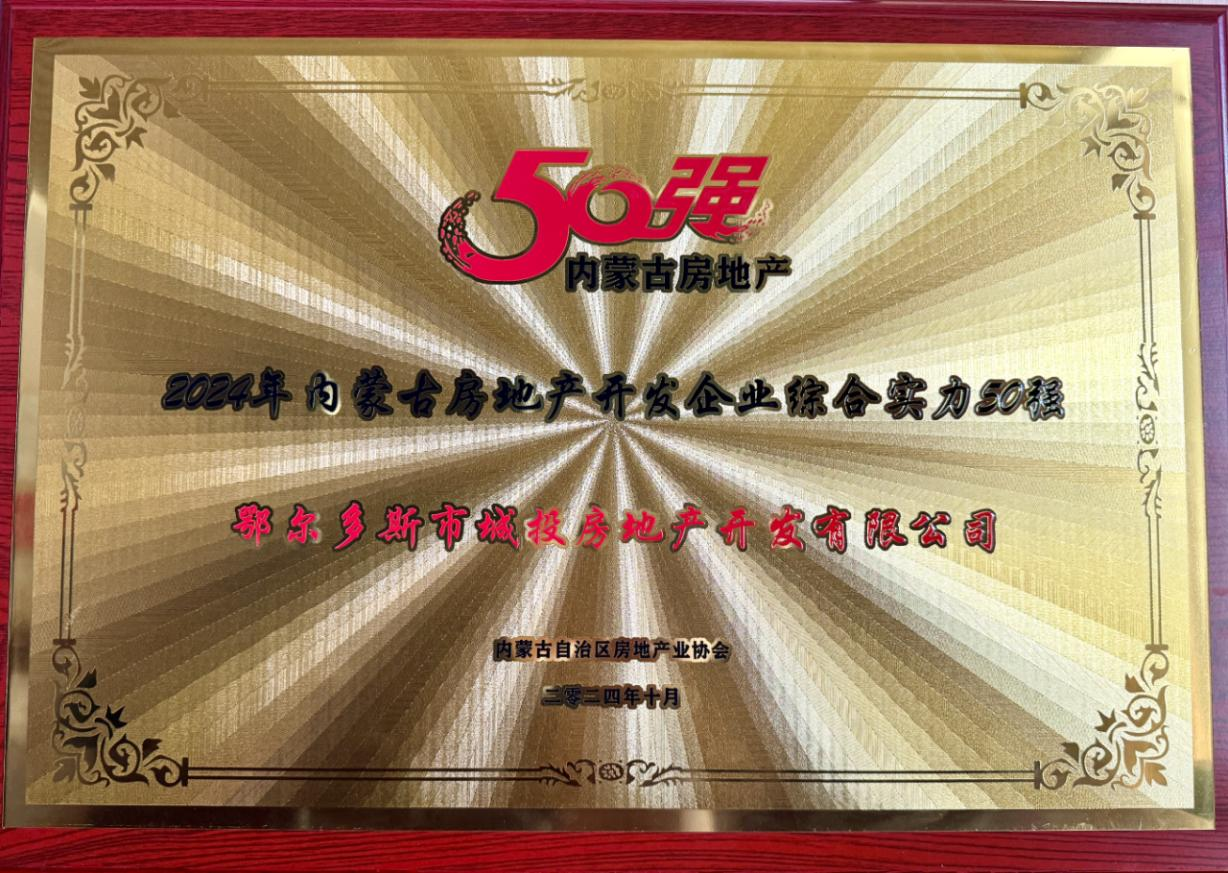 50强
内蒙古房地产
2024年内蒙古房地产开发企业综合实力50强
鄂尔多斯市城投房地产开发有限公司
内蒙古自治区房地产业协会
二零二四年十月